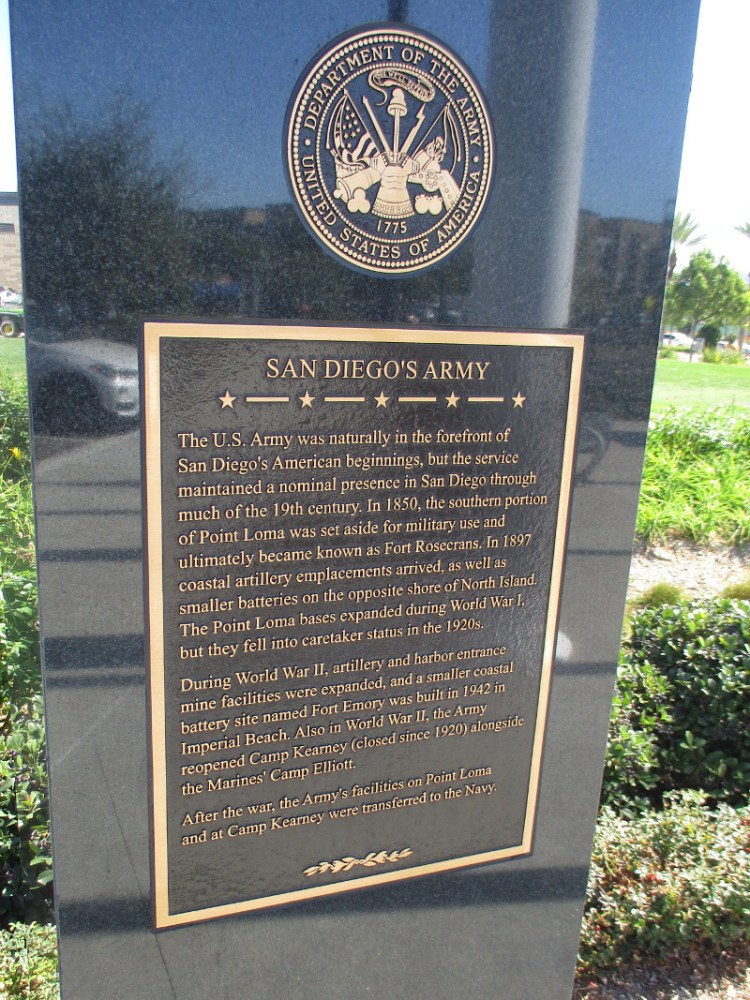 DEPARTMENT OF THE ARMY
THIS WE'LL DEFEND
1775
UNITED STATES OF AMERICA
SAN DIEGO'S ARMY
The U.S. Army was naturally in the forefront of
San Diego's American beginnings, but the service
maintained a nominal presence in San Diego through
much of the 19th century. In 1850, the southern portion
of Point Loma was set aside for military use and
ultimately became known as Fort Rosecrans. In 1897
coastal artillery emplacements arrived, as well as
smaller batteries on the opposite shore of North Island.
The Point Loma bases expanded during World War I,
but they fell into caretaker status in the 1920s.
During World War II, artillery and harbor entrance
mine facilities were expanded, and a smaller coastal
battery site named Fort Emory was built in 1942 in
Imperial Beach. Also in World War II, the Army
reopened Camp Kearney (closed since 1920) alongside
the Marines' Camp Elliott.
After the war, the Army's facilities on Point Loma
and at Camp Kearney were transferred to the Navy.